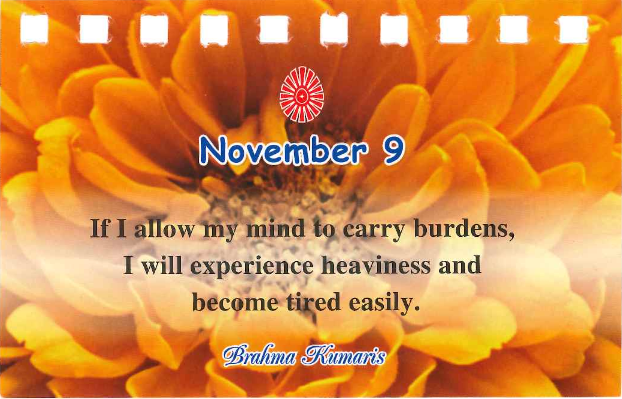 November 9
If I allow my mind to carry burdens,
I will experience heaviness and
become tired easily.
Brahma Kumaris